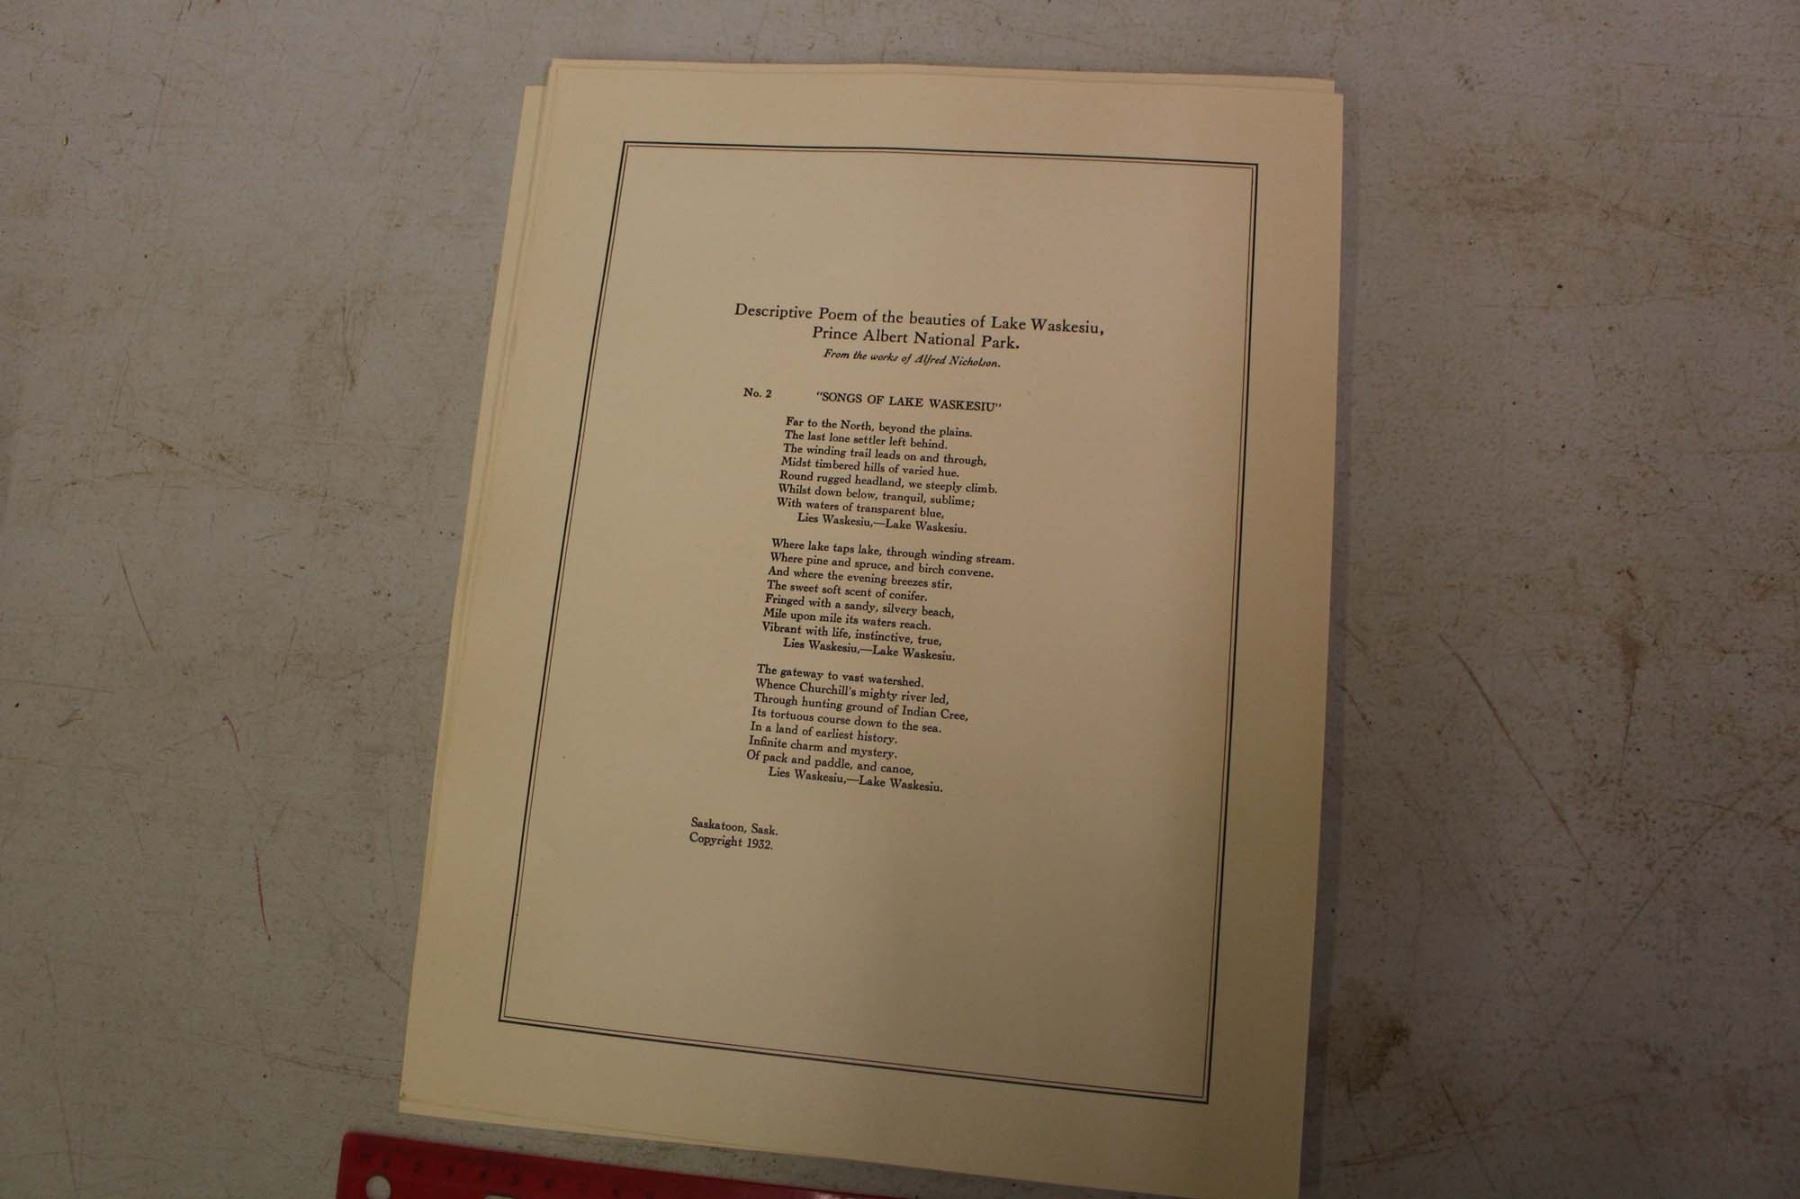 Descriptive Poem of the beauties of Lake Waskesiu,
Prince Albert National Park.
From the works of Alfred Nicholson.
No. 2 "SONGS OF LAKE WASKESIU"
Far to the North, beyond the plains.
The last lone settler left behind.
The winding trail leads on and through,
Midst timbered hills of varied hue.
Round rugged headland, we steeply climb.
Whilst down below, tranquil, sublime;
With waters of transparent blue,
Lies Waskesiu,—Lake Waskesiu.
Where lake taps lake, through winding stream.
Where pine and spruce, and birch convene.
And where the evening breezes stir,
The sweet soft scent of conifer.
Fringed with a sandy, silvery beach,
Mile upon mile its waters reach.
Vibrant with life, instinctive, true,
Lies Waskesiu,—Lake Waskesiu.
The gateway to vast watershed.
Whence Churchill's mighty river led,
Through hunting ground of Indian Cree,
Its tortuous course down to the sea.
In a land of earliest history.
Infinite charm and mystery.
Of pack and paddle, and canoe,
Lies Waskesiu,—Lake Waskesiu.
Saskatoon, Sask.
Copyright 1932.